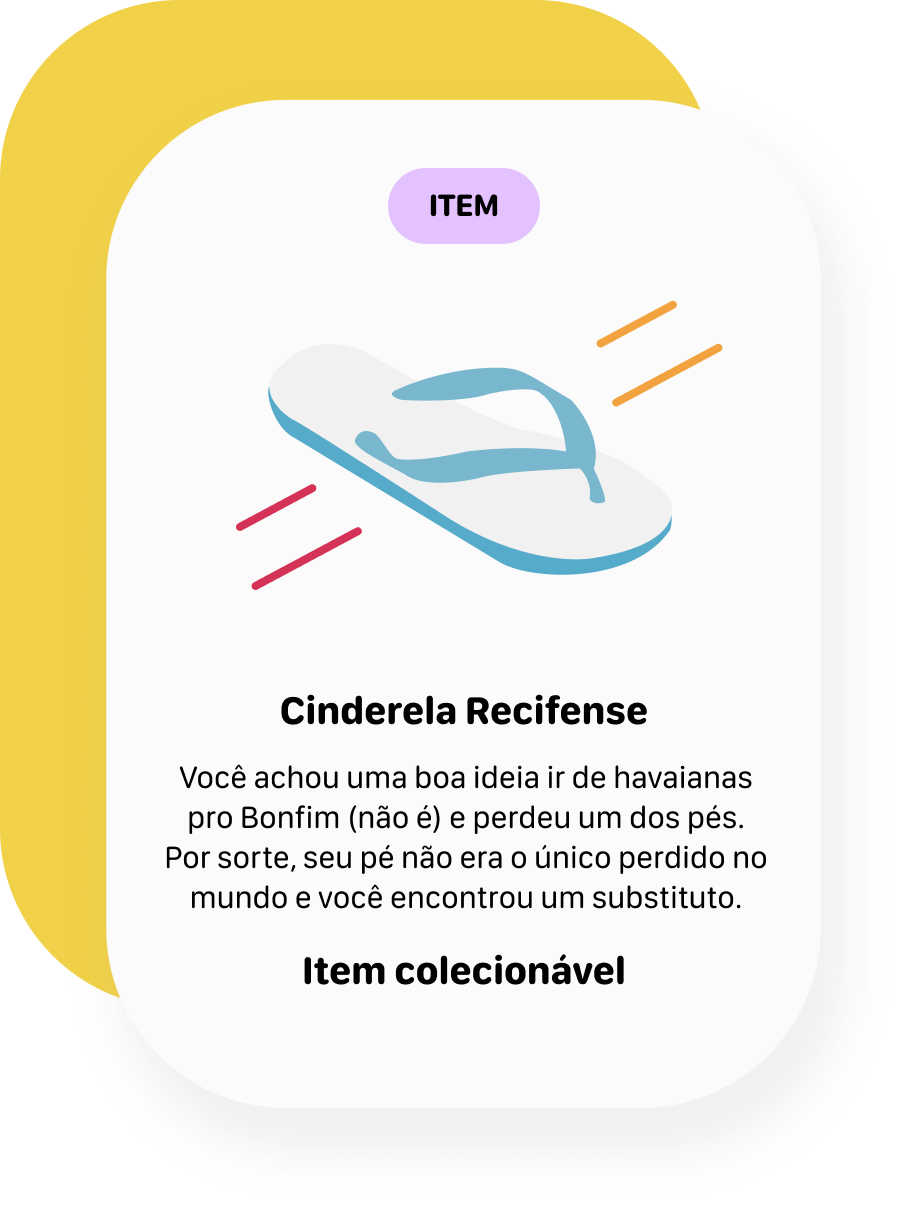 ITEM
Cinderela Recifense
Você achou uma boa ideia ir de havaianas
pro Bonfim (não é) e perdeu um dos pés.
Por sorte, seu pé não era o único perdido no
mundo e você encontrou um substituto.
Item colecionável